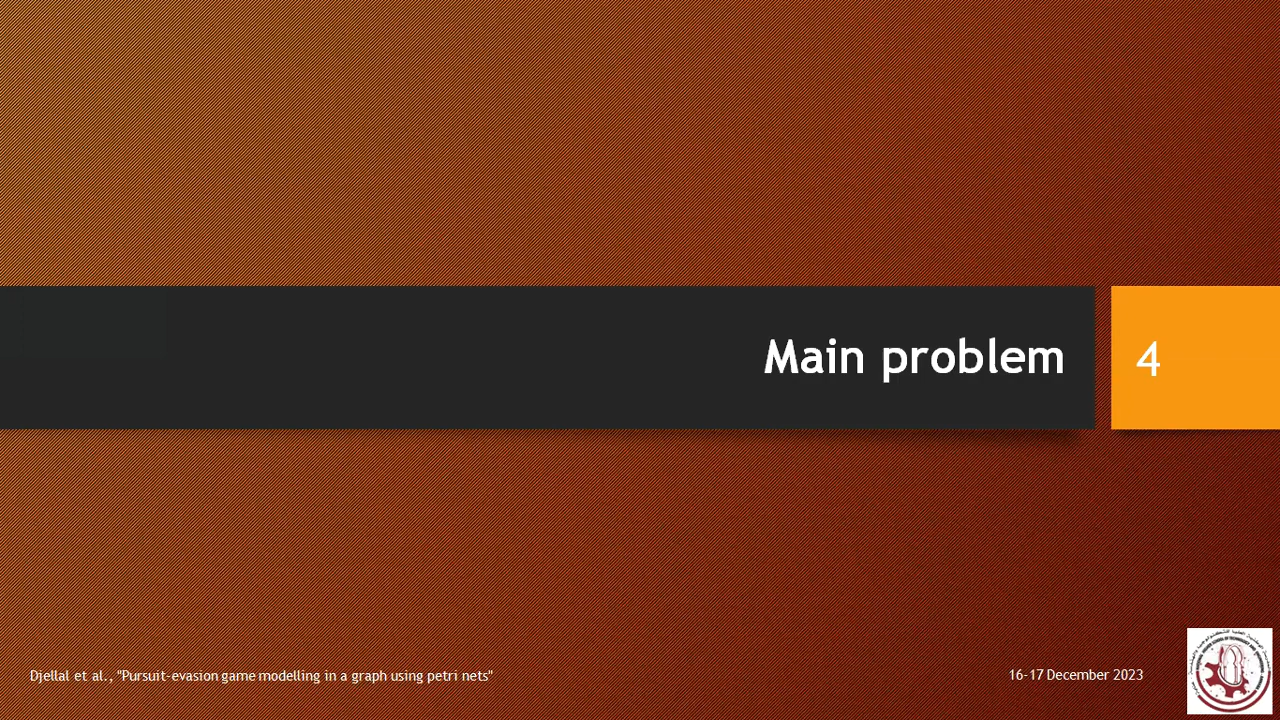 Main problem
4
Djellal et al., "Pursuit-evasion game modelling in a graph using petri nets"
16-17 December 2023